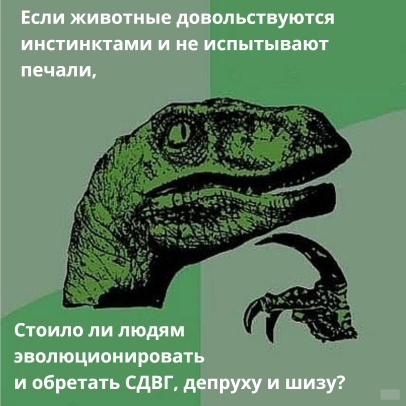 Если животные довольствуются
инстинктами и не испытывают
печали,
Стоило ли людям
эволюционировать
и обретать СДВГ, депруху и шизу?